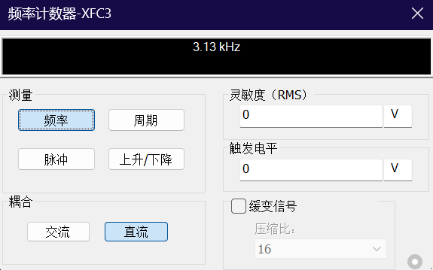 频率计数器-XFC3
3.13 kHz
测量
频率
周期
脉冲
上升/下降
耦合
交流
直流
灵敏度（RMS）
0
V
触发电平
0
V
缓变信号
压缩比：
16